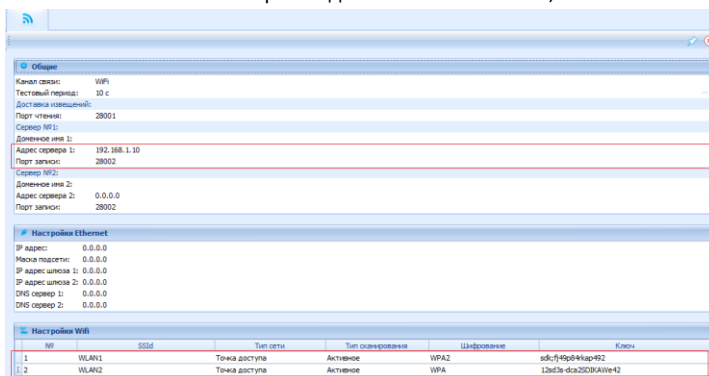 Общие
Канал связи: WiFi
Тестовый период: 10 с
Доставка извещений:
Порт чтения: 28001
Сервер №1:
Доменное имя 1:
Адрес сервера 1: 192.168.1.10
Порт записи: 28002
Сервер №2:
Доменное имя 2:
Адрес сервера 2: 0.0.0.0
Порт записи: 28002
Настройки Ethernet
IP адрес: 0.0.0.0
Маска подсети: 0.0.0.0
IP адрес шлюза 1: 0.0.0.0
IP адрес шлюза 2: 0.0.0.0
DNS сервер 1: 0.0.0.0
DNS сервер 2: 0.0.0.0
Настройки Wifi
№ SSId Тип сети Тип сканирования Шифрование Ключ
1 WLAN1 Точка доступа Активное WPA2 sdk;fj49p84rkap492
2 WLAN2 Точка доступа Активное WPA 12sd3s-dca2SDIKAWe42